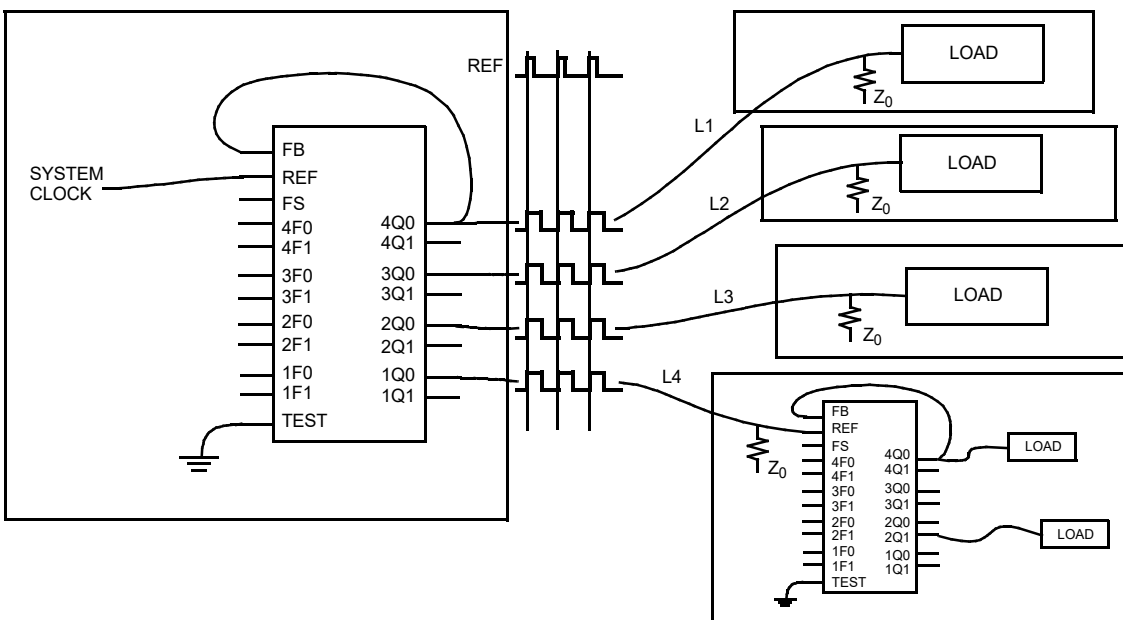 REF
SYSTEM
CLOCK
FB
REF
FS
4F0
4F1
3F0
3F1
2F0
2F1
1F0
1F1
TEST
4Q0
4Q1
3Q0
3Q1
2Q0
2Q1
1Q0
1Q1
L1
L2
L3
L4
LOAD
Z0
LOAD
Z0
LOAD
Z0
Z0
FB
REF
FS
4F0
4F1
3F0
3F1
2F0
2F1
1F0
1F1
TEST
4Q0
4Q1
3Q0
3Q1
2Q0
2Q1
1Q0
1Q1
LOAD
LOAD